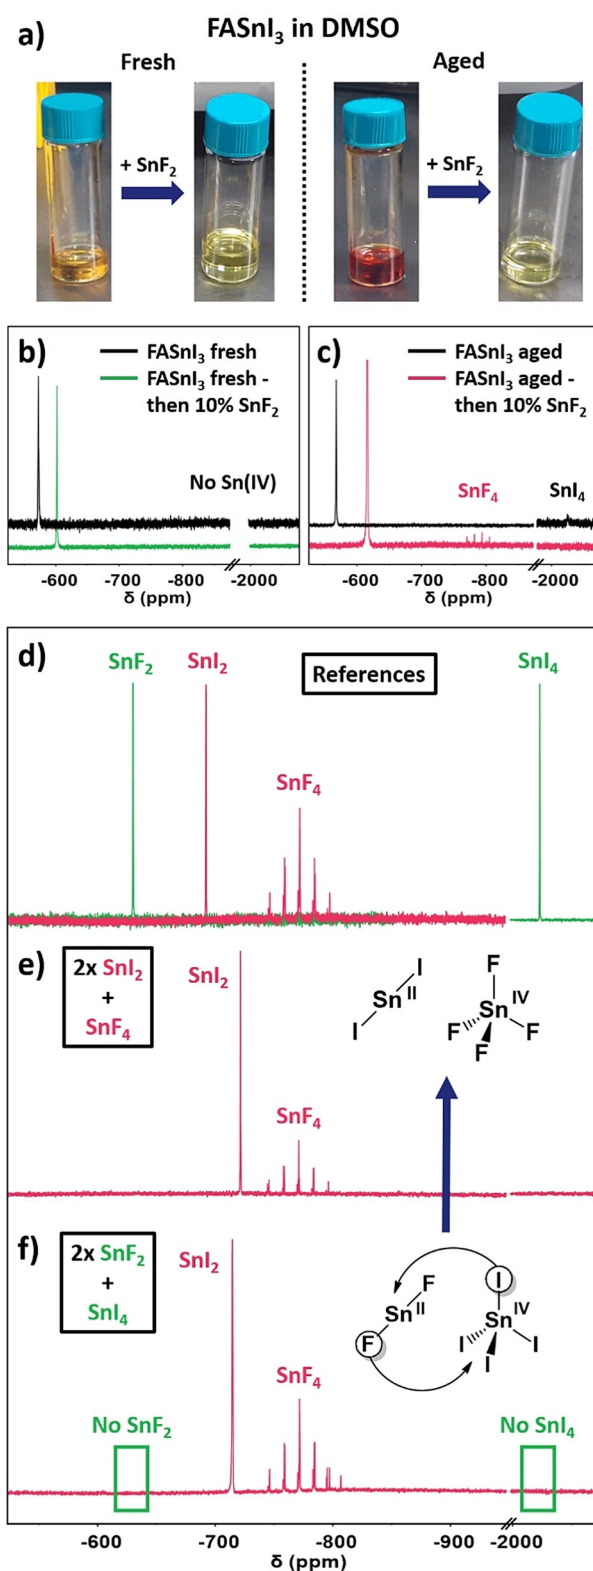 a) FASnI₃ in DMSO
Fresh
Aged
+ SnF₂
+ SnF₂
b)
FASnI₃ fresh
FASnI₃ fresh -
then 10% SnF₂
No Sn(IV)
-600 -700 -800 -2000
δ (ppm)
c)
FASnI₃ aged
FASnI₃ aged -
then 10% SnF₂
SnF₄
SnI₄
-600 -700 -800 -2000
δ (ppm)
d)
SnF₂
SnI₂
References
SnI₄
SnF₄
e)
2x SnI₂
+
SnF₄
SnI₂
SnF₄
I
Sn II
I
F
Sn IV
F F
F
f)
2x SnF₂
+
SnI₄
SnI₂
SnF₄
F
Sn II
F
I
Sn IV
I I
I
No SnF₂
No SnI₄
-600 -700 -800 -900 -2000
δ (ppm)